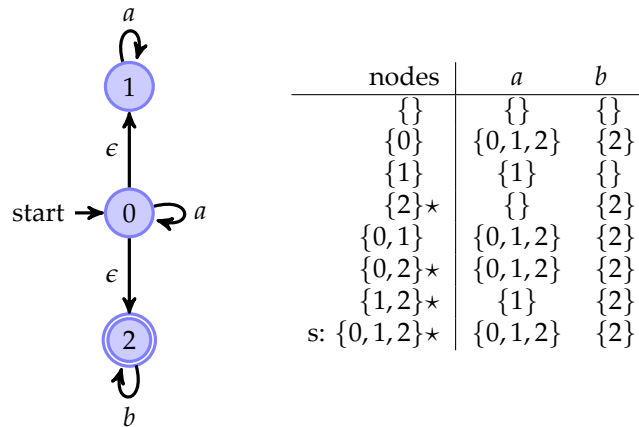 a
1
ϵ
start 0 a
ϵ
2
b
nodes a b
{} {} {}
{0} {0, 1, 2} {2}
{1} {1} {}
{2}⋆ {} {2}
{0, 1} {0, 1, 2} {2}
{0, 2}⋆ {0, 1, 2} {2}
{1, 2}⋆ {1} {2}
s: {0, 1, 2}⋆ {0, 1, 2} {2}